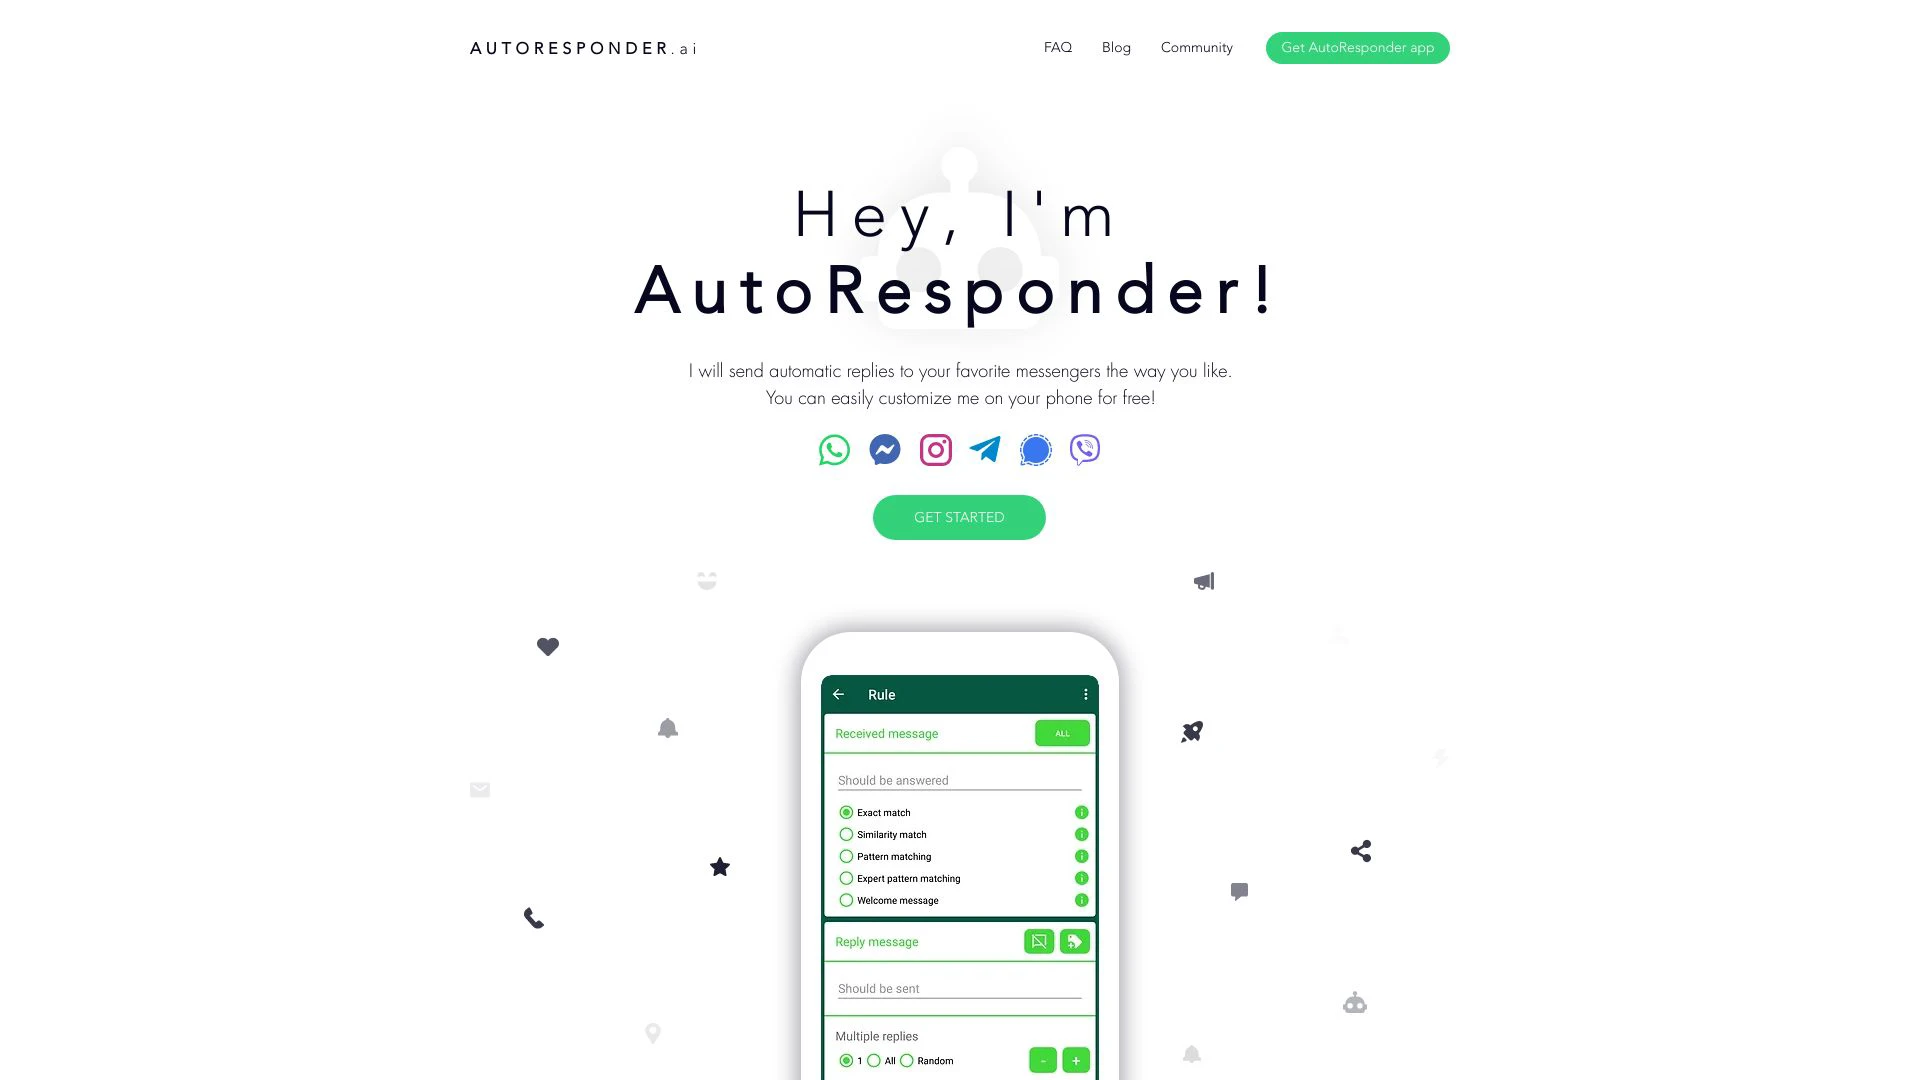 AUTORESPONDER.ai
FAQ
Blog
Community
Get AutoResponder app
Hey, I'm
AutoResponder!
I will send automatic replies to your favorite messengers the way you like.
You can easily customize me on your phone for free!
GET STARTED
Rule
Received message
ALL
Should be answered
Exact match
Similarity match
Pattern matching
Expert pattern matching
Welcome message
Reply message
Should be sent
Multiple replies
1 All Random
- +